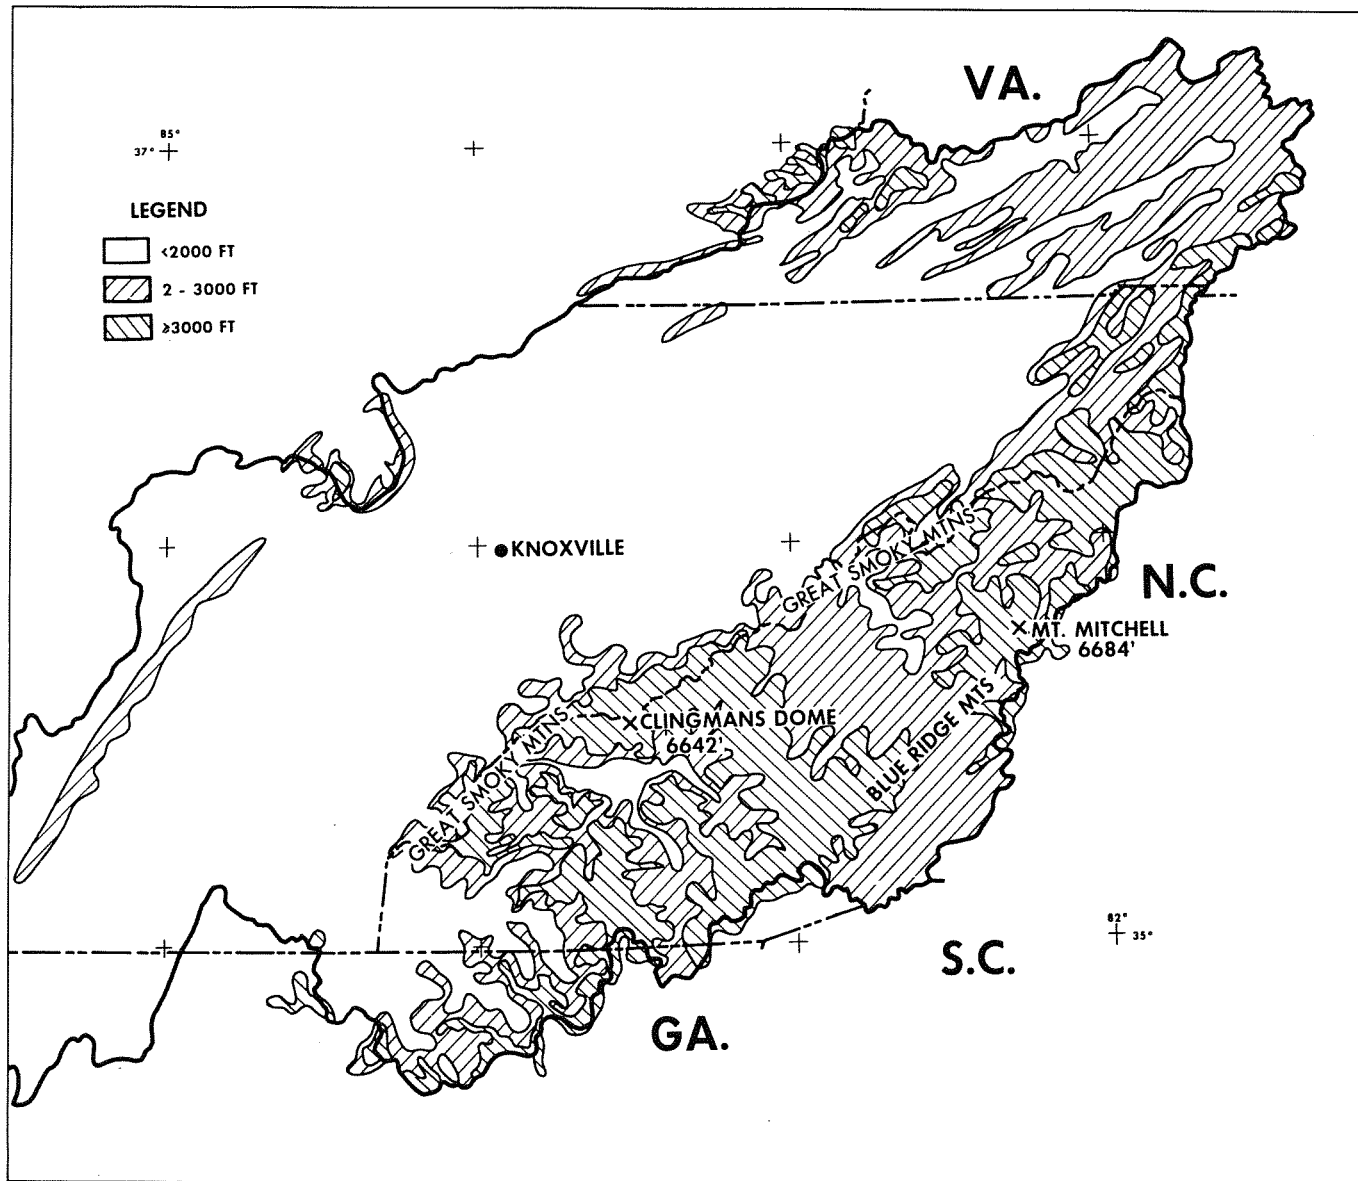 VA.
85°
37°
LEGEND
<2000 FT
2 - 3000 FT
≥3000 FT
KNOXVILLE
GREAT SMOKY MTNS
N.C.
MT. MITCHELL
6684'
CLINGMANS DOME
6642'
BLUE RIDGE MTS
GREAT SMOKY MTNS
82°
35°
S.C.
GA.